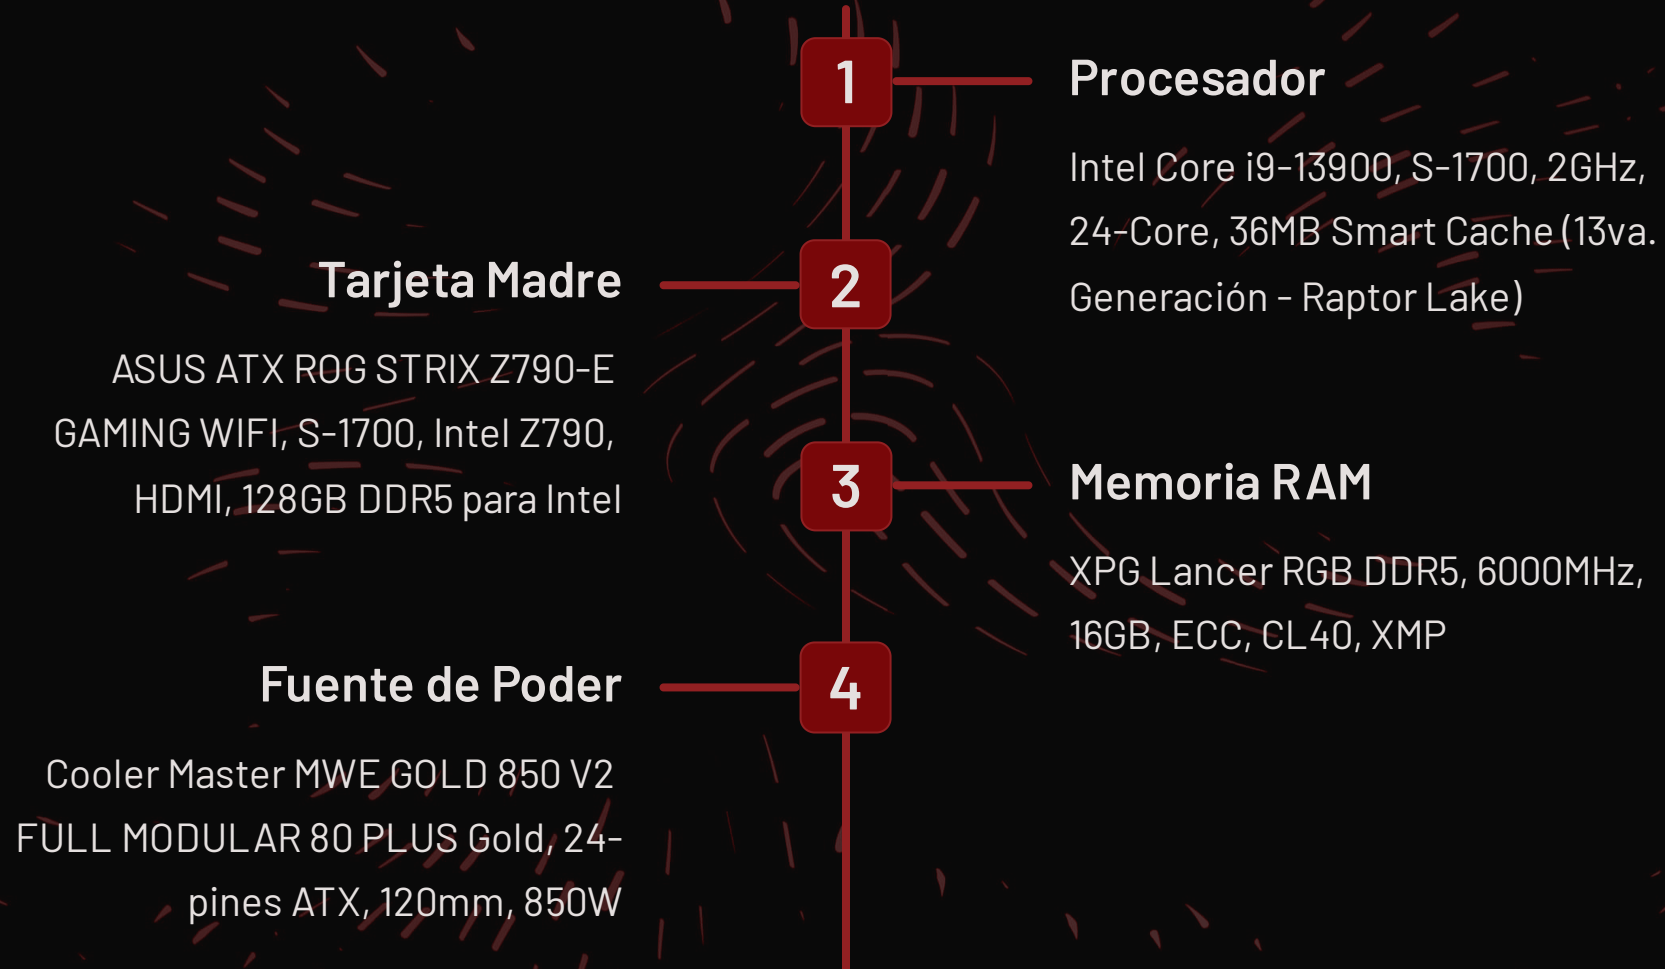 1
Procesador
Intel Core i9-13900, S-1700, 2GHz,
24-Core, 36MB Smart Cache (13va.
Generación - Raptor Lake)
2
Tarjeta Madre
ASUS ATX ROG STRIX Z790-E
GAMING WIFI, S-1700, Intel Z790,
HDMI, 128GB DDR5 para Intel
3
Memoria RAM
XPG Lancer RGB DDR5, 6000MHz,
16GB, ECC, CL40, XMP
4
Fuente de Poder
Cooler Master MWE GOLD 850 V2
FULL MODULAR 80 PLUS Gold, 24-
pines ATX, 120mm, 850W